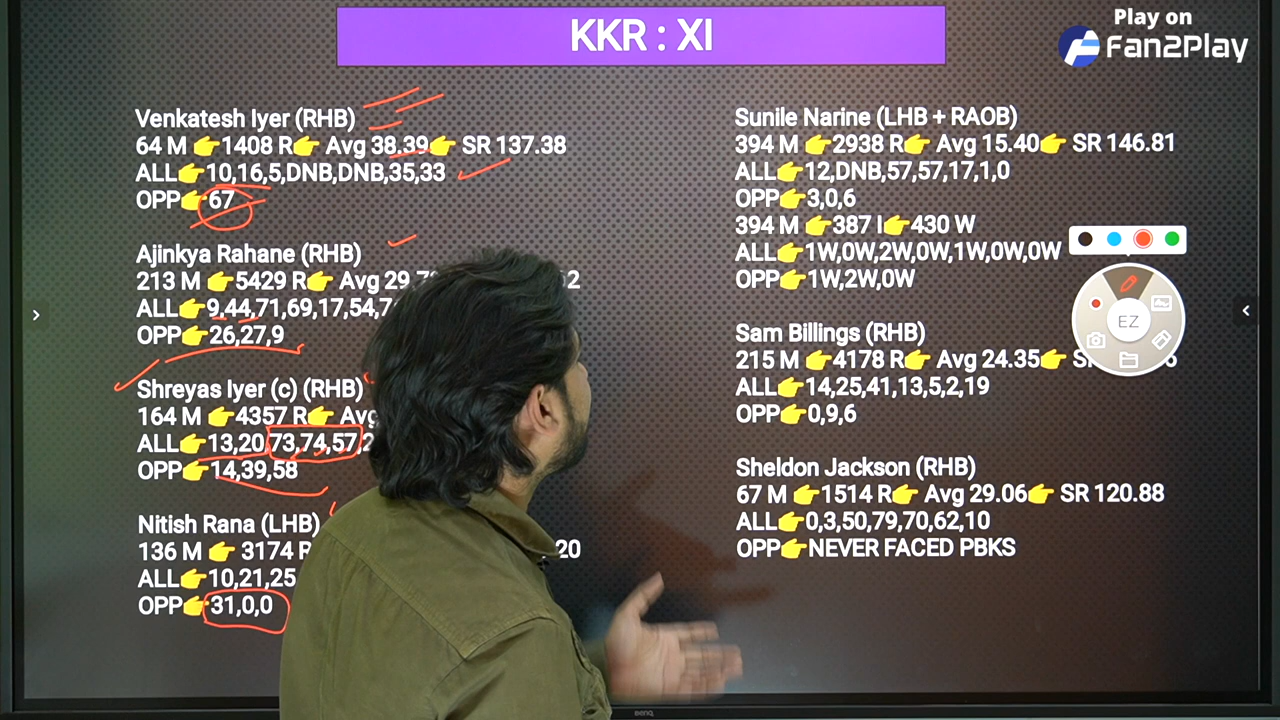 KKR : XI
Play on
Fan2Play
Venkatesh Iyer (RHB)
64 M 👉1408 R👉 Avg 38.39👉 SR 137.38
ALL👉10,16,5,DNB,DNB,35,33
OPP👉67
Ajinkya Rahane (RHB)
213 M 👉5429 R👉 Avg
ALL👉9,44,71,69,17,54,
OPP👉26,27,9
Shreyas Iyer (c) (RHB)
164 M 👉4357 R👉 Avg
ALL👉13,20,73,74,57,
OPP👉14,39,58
Nitish Rana (LHB)
136 M 👉 3174 R
ALL👉10,21,25
OPP👉31,0,0
Sunile Narine (LHB + RAOB)
394 M 👉2938 R👉 Avg 15.40👉 SR 146.81
ALL👉12,DNB,57,57,17,1,0
OPP👉3,0,6
394 M 👉387 I👉430 W
ALL👉1W,0W,2W,0W,1W,0W,0W
OPP👉1W,2W,0W
Sam Billings (RHB)
215 M 👉4178 R👉 Avg 24.35👉
ALL👉14,25,41,13,5,2,19
OPP👉0,9,6
Sheldon Jackson (RHB)
67 M 👉1514 R👉 Avg 29.06👉 SR 120.88
ALL👉0,3,50,79,70,62,10
OPP👉NEVER FACED PBKS
EZ
BenQ